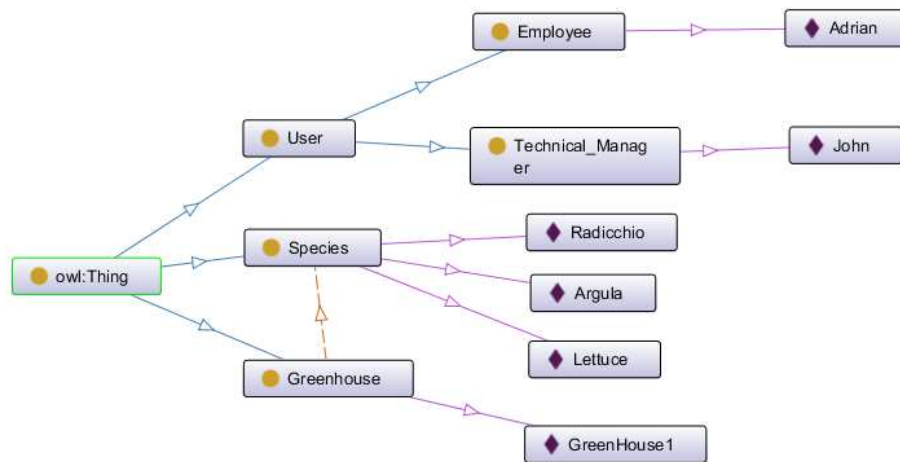 Employee
Adrian
User
Technical_Manag
er
John
Species
Radicchio
owl:Thing
Argula
Lettuce
Greenhouse
GreenHouse1